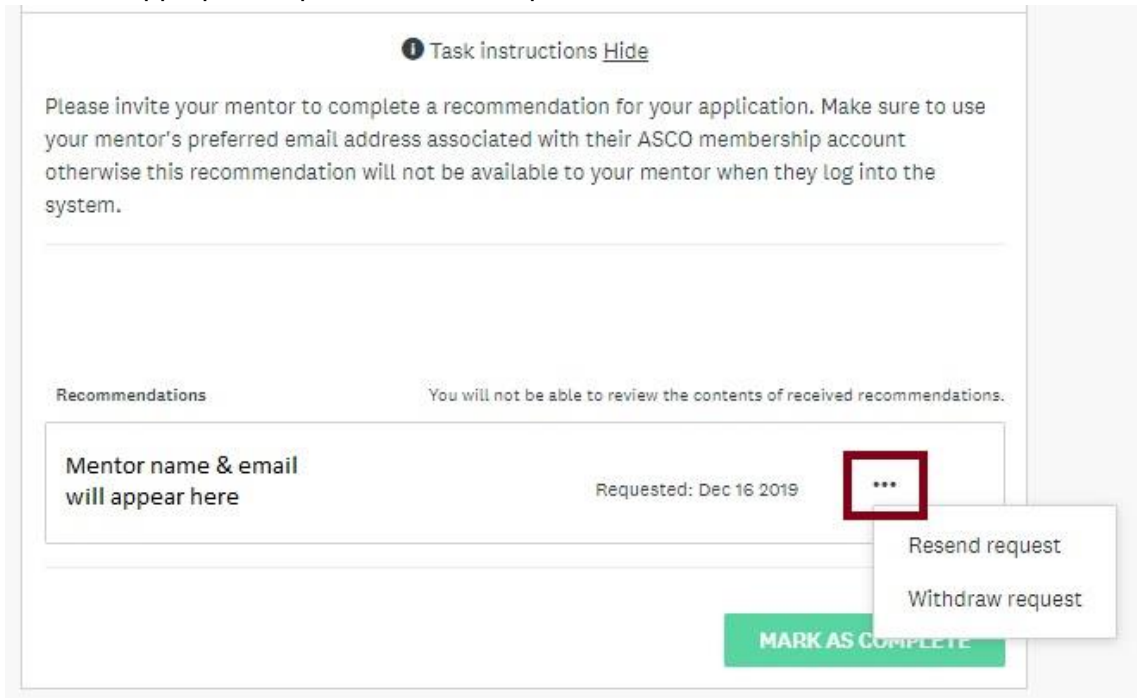 Task instructions Hide
Please invite your mentor to complete a recommendation for your application. Make sure to use
your mentor's preferred email address associated with their ASCO membership account
otherwise this recommendation will not be available to your mentor when they log into the
system.
Recommendations You will not be able to review the contents of received recommendations.
Mentor name & email
will appear here
Requested: Dec 16 2019 •••
Resend request
Withdraw request
MARK AS COMPLETE